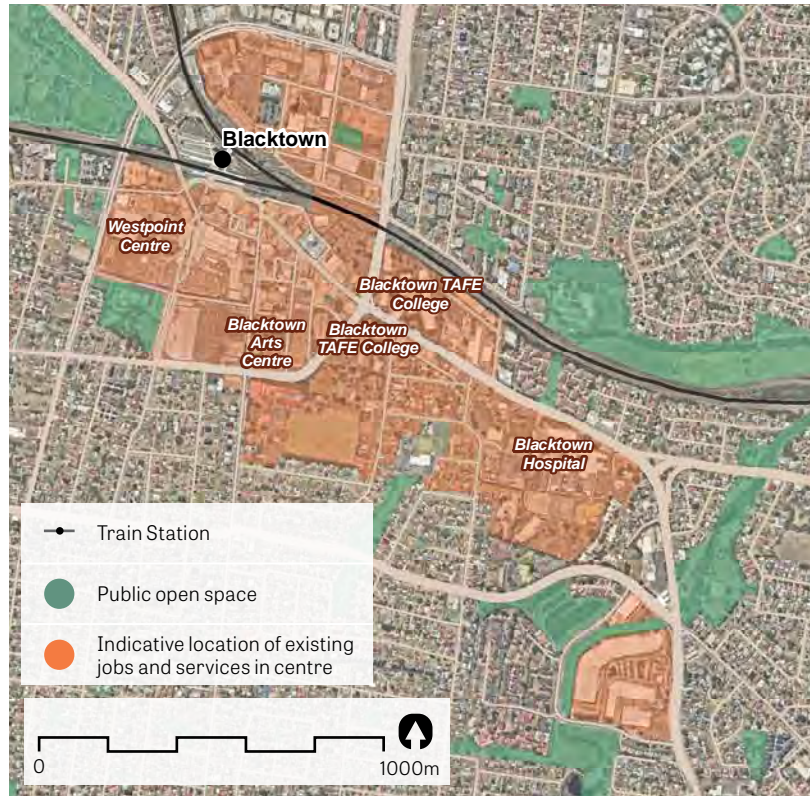 Blacktown
Westpoint
Centre
Blacktown TAFE
College
Blacktown
Arts
Centre
Blacktown
TAFE College
Blacktown
Hospital
Train Station
Public open space
Indicative location of existing
jobs and services in centre
0
1000m